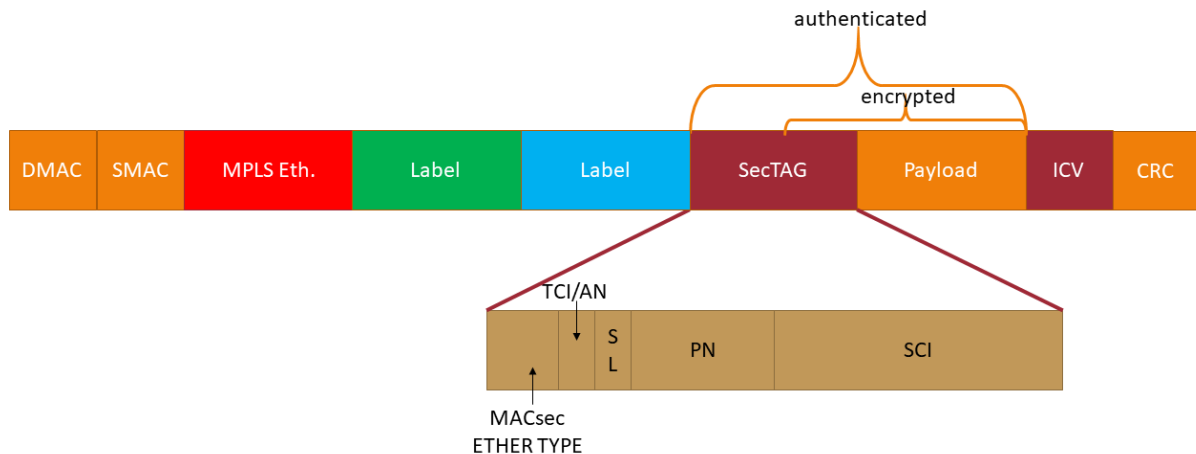 authenticated
encrypted
DMAC
SMAC
MPLS Eth.
Label
Label
SecTAG
Payload
ICV
CRC
TCI/AN
S
L
PN
SCI
MACsec
ETHER TYPE